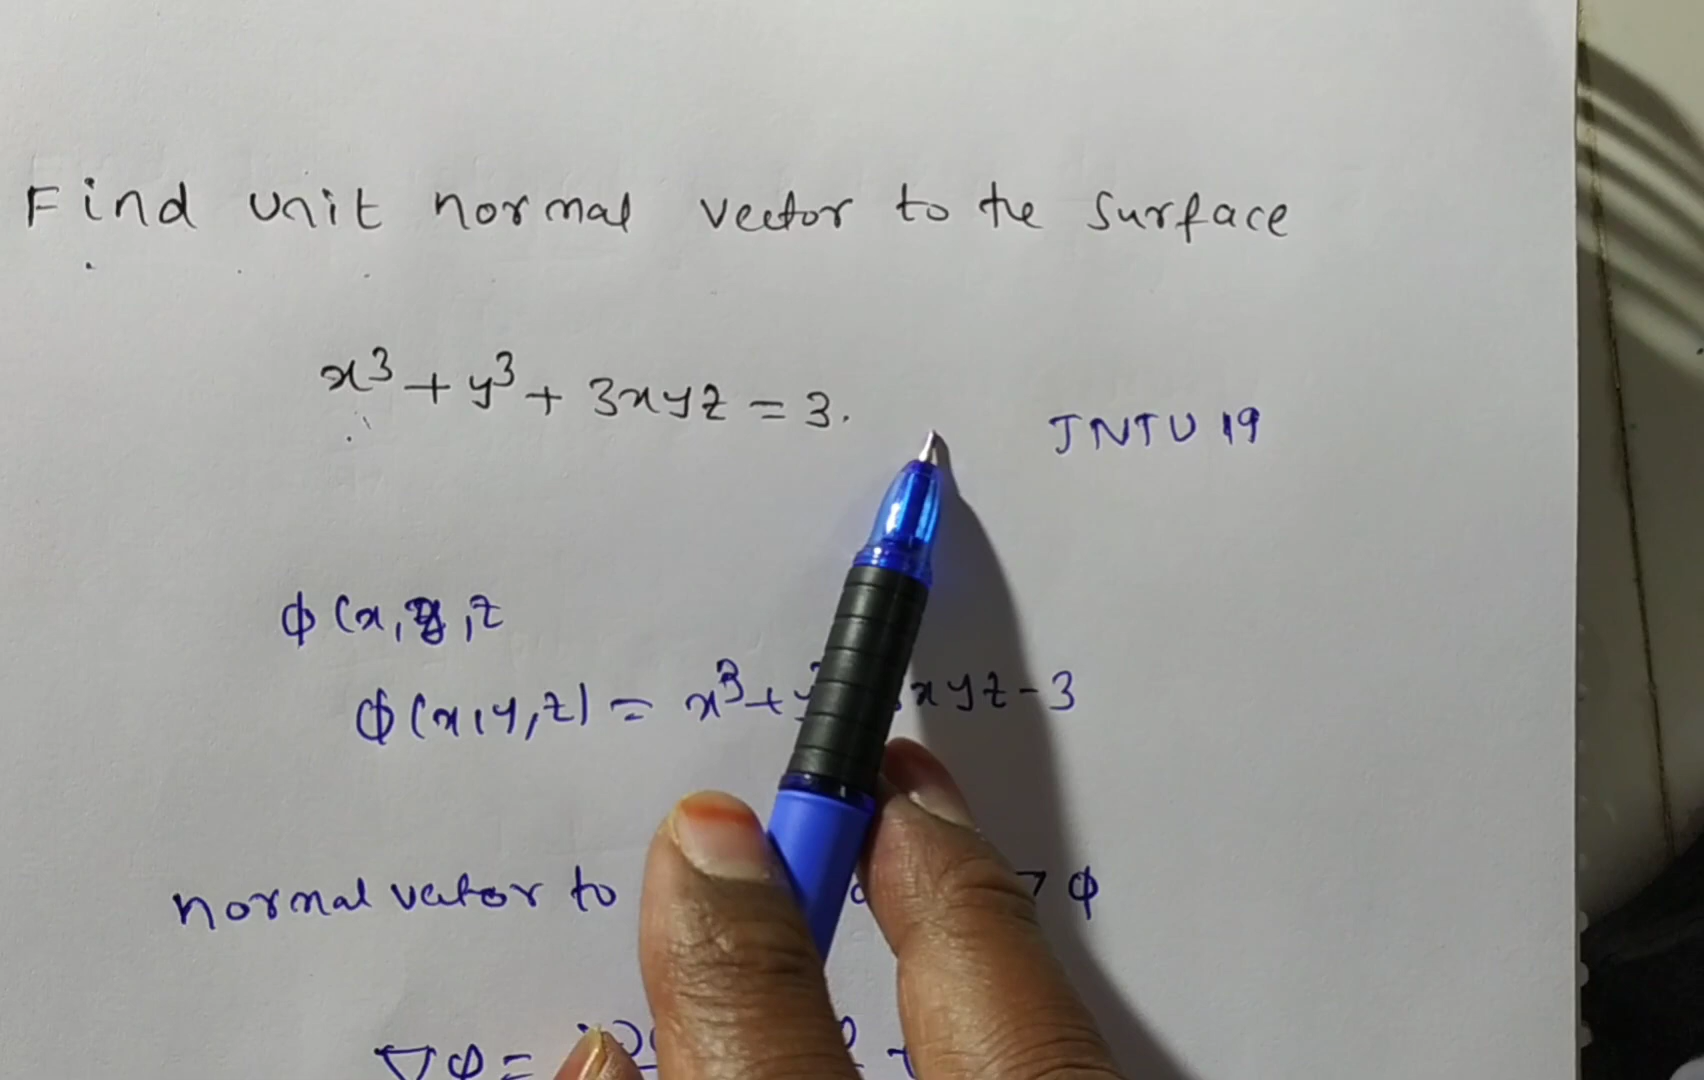 Find unit normal vector to the surface
x³ + y³ + 3xyz = 3.
JNTU 19
φ(x, y, z
φ(x, y, z) = x³ + y xyz - 3
normal vector to φ
∇φ =